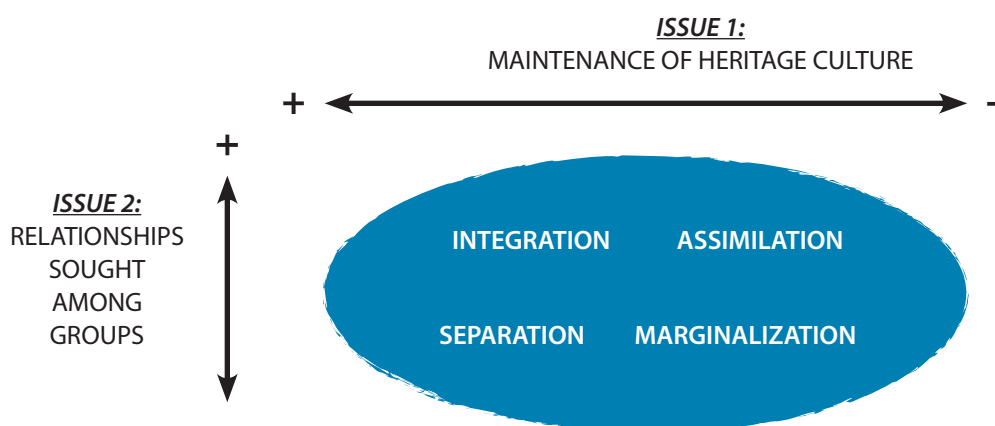 ISSUE 1:
MAINTENANCE OF HERITAGE CULTURE
+ -
+
ISSUE 2:
RELATIONSHIPS
SOUGHT
AMONG
GROUPS
INTEGRATION ASSIMILATION
SEPARATION MARGINALIZATION